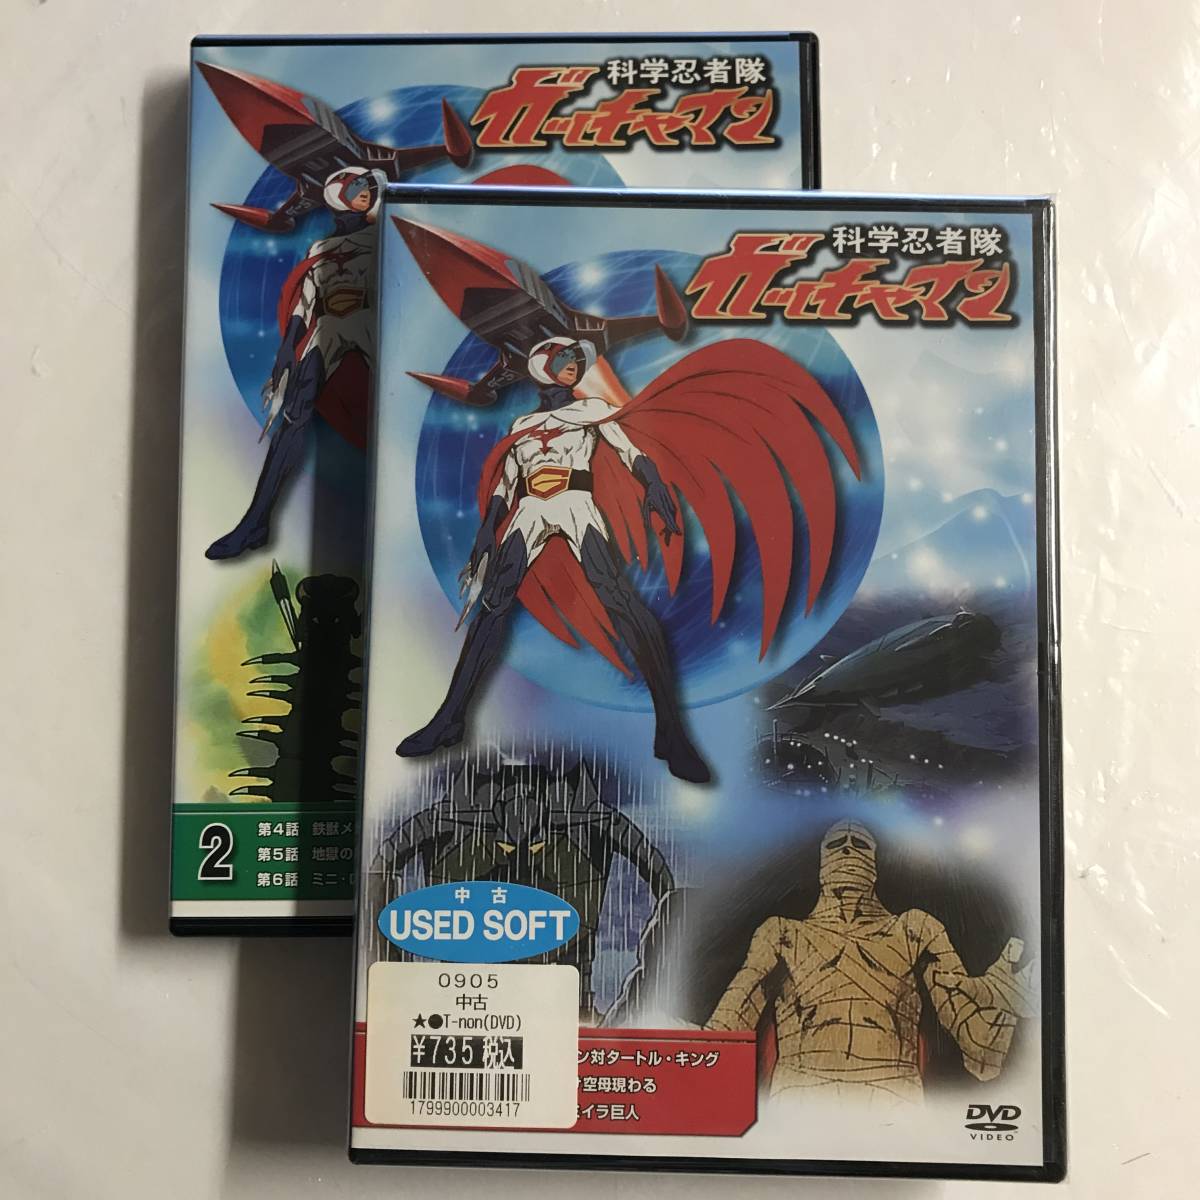 科学忍者隊
ガッチャマン
2
第4話 鉄獣メ
第5話 地獄の
第6話 ミニ・
科学忍者隊
ガッチャマン
G
中古
USED SOFT
0905
中古
★●T-non(DVD)
¥735 税込
1799900003417
ン対タートル・キング
空母現わる
ミイラ巨人
DVD
VIDEO